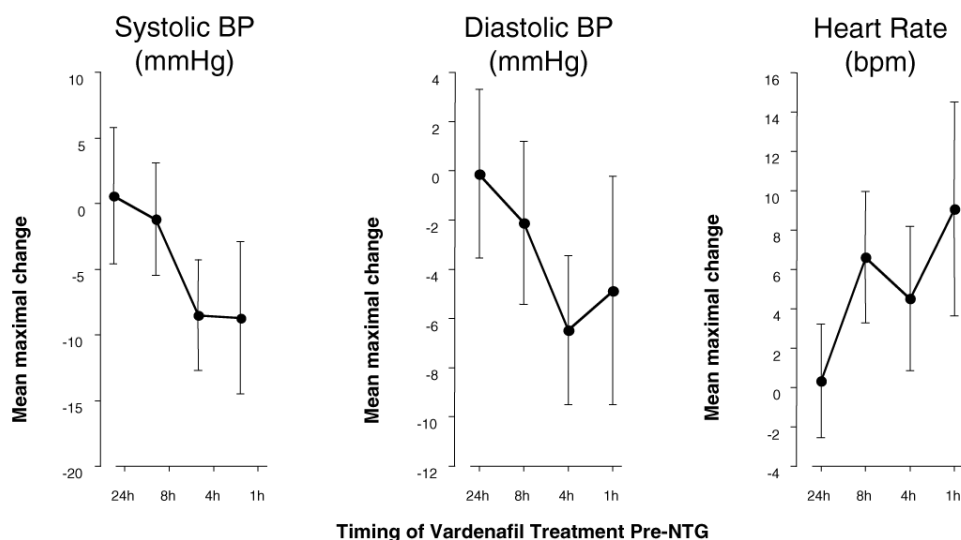 Systolic BP
(mmHg)
Diastolic BP
(mmHg)
Heart Rate
(bpm)
Mean maximal change
10
5
0
-5
-10
-15
-20
24h 8h 4h 1h
Mean maximal change
4
2
0
-2
-4
-6
-8
-10
-12
24h 8h 4h 1h
Mean maximal change
16
14
12
10
8
6
4
2
0
-2
-4
24h 8h 4h 1h
Timing of Vardenafil Treatment Pre-NTG